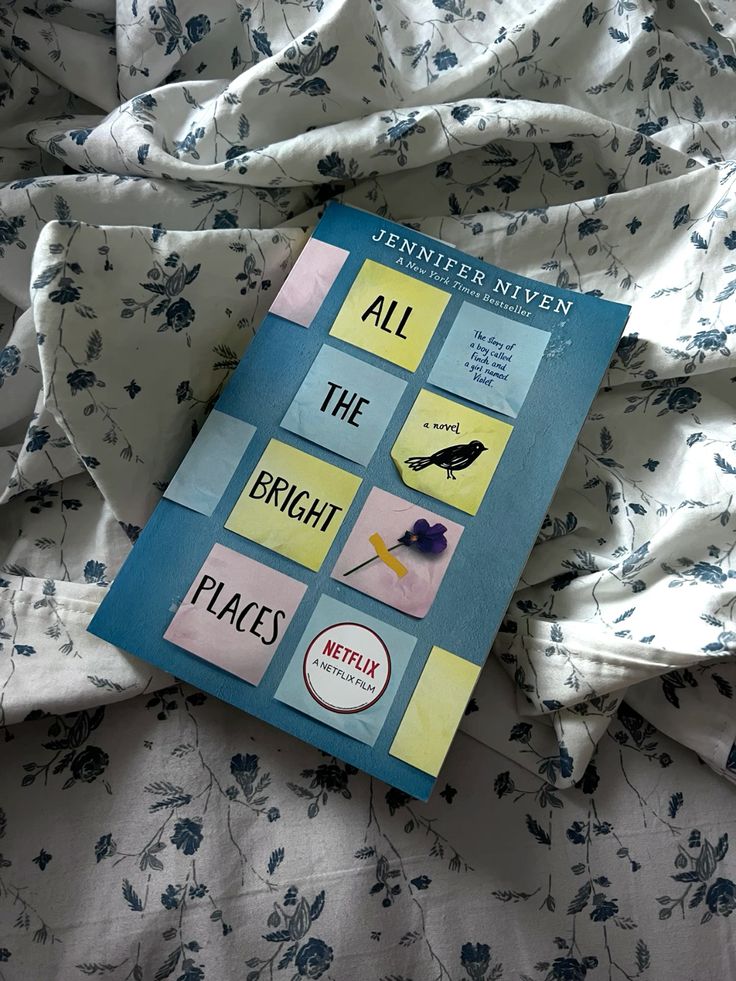 JENNIFER NIVEN
A New York Times Bestseller
ALL
The story of
a boy called
Finch and
a girl named
Violet.
THE
a novel
BRIGHT
PLACES
NETFLIX
A NETFLIX FILM